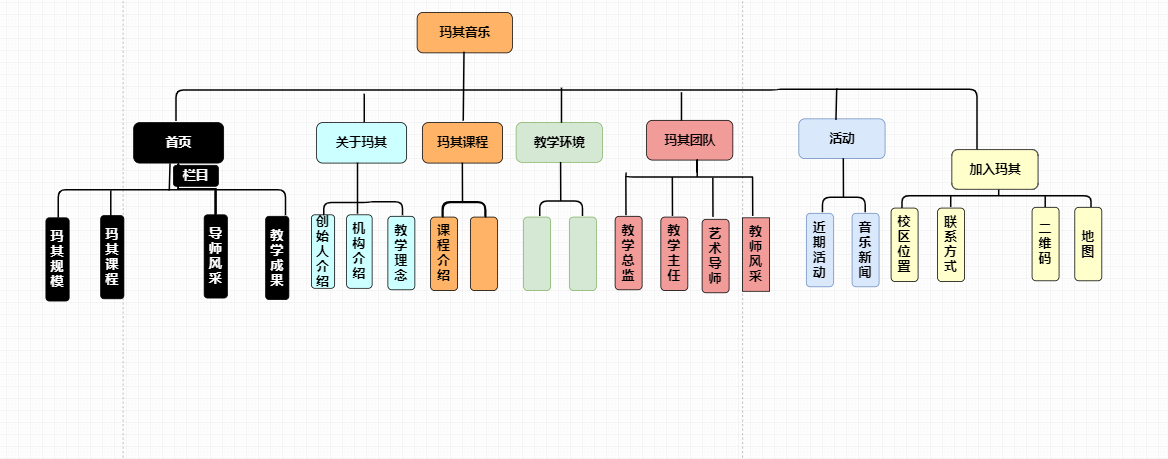 玛其音乐
首页
关于玛其
玛其课程
教学环境
玛其团队
活动
加入玛其
栏目
玛其规模
玛其课程
导师风采
教学成果
创始人介绍
机构介绍
教学理念
课程介绍
教学总监
教学主任
艺术导师
教师风采
近期活动
音乐新闻
校区位置
联系方式
二维码
地图